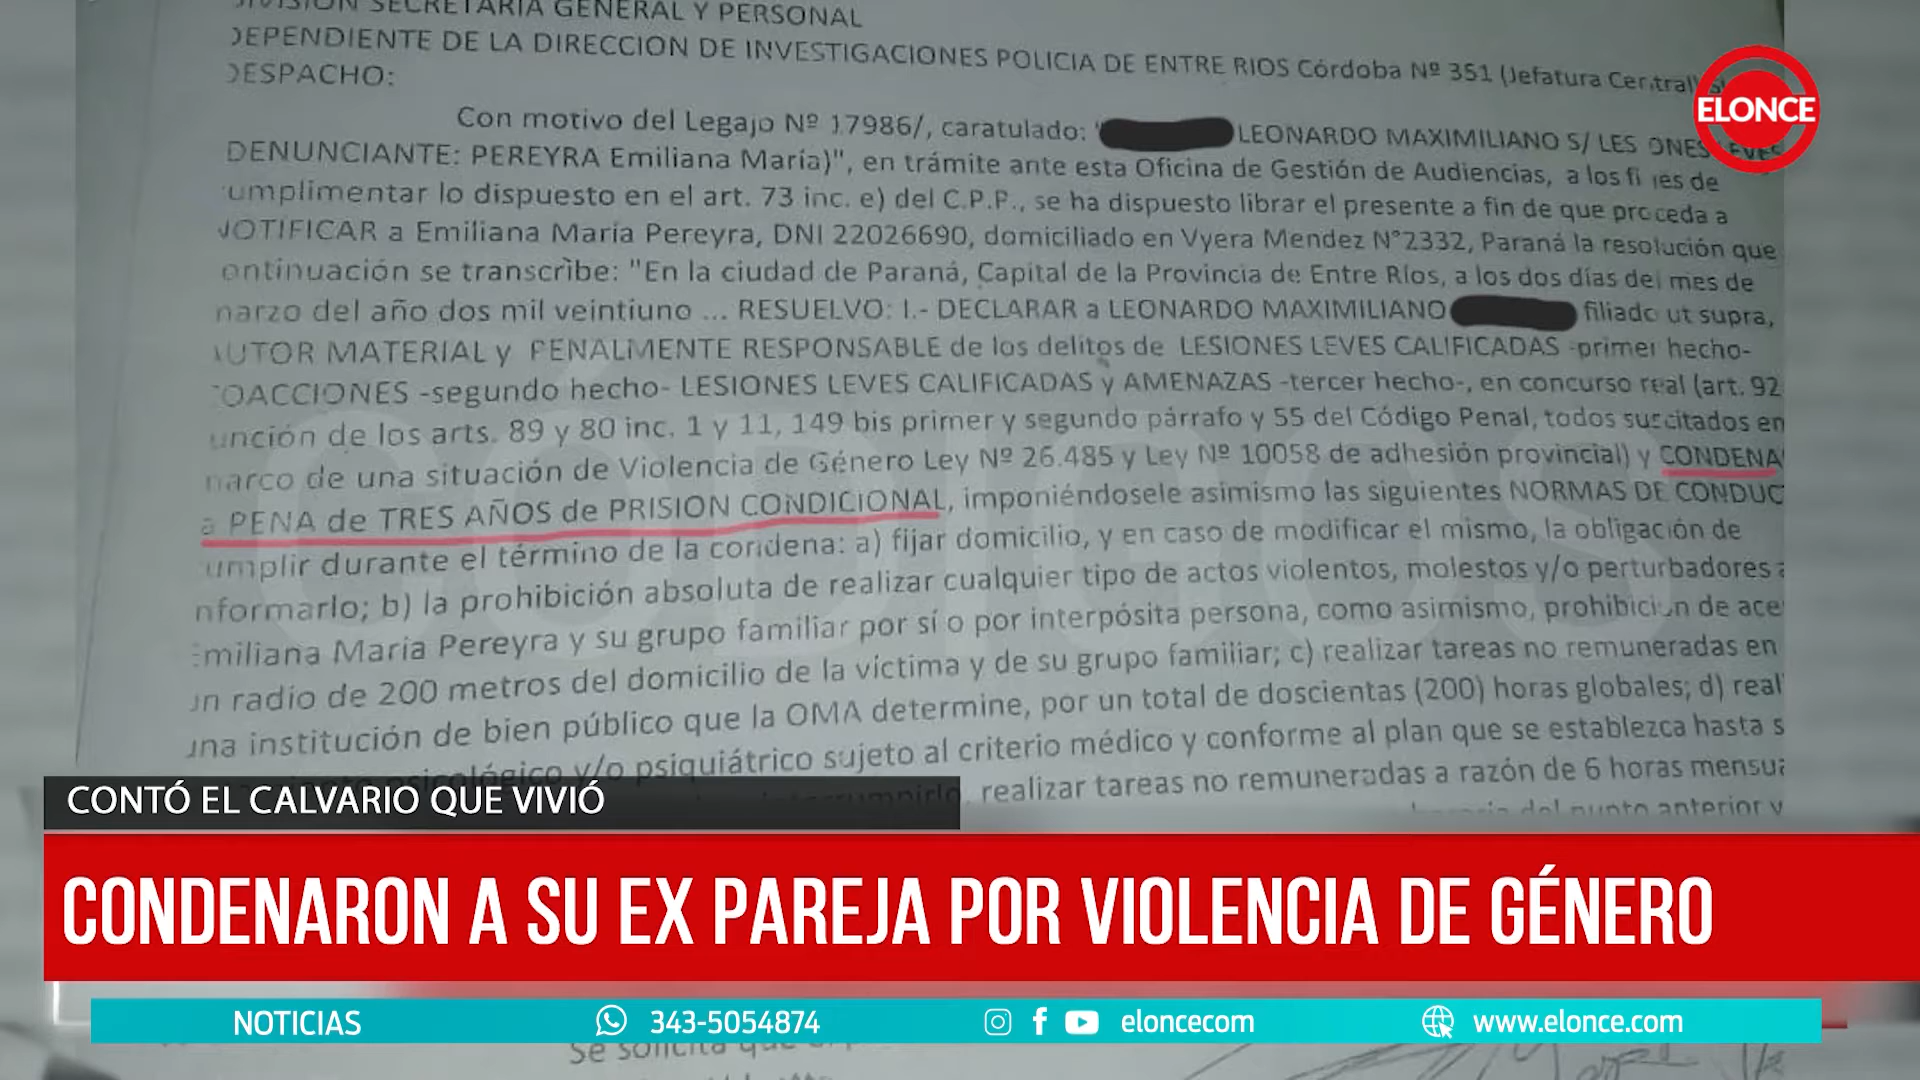 DIVISION SECRETARIA GENERAL Y PERSONAL
DEPENDIENTE DE LA DIRECCION DE INVESTIGACIONES POLICIA DE ENTRE RIOS Córdoba Nº 351 (Jefatura Central)
DESPACHO:
Con motivo del Legajo Nº 17986/, caratulado: " LEONARDO MAXIMILIANO S/ LESIONES LEVES
DENUNCIANTE: PEREYRA Emiliana María)", en trámite ante esta Oficina de Gestión de Audiencias, a los fines de
umplimentar lo dispuesto en el art. 73 inc. e) del C.P.P., se ha dispuesto librar el presente a fin de que proceda a
NOTIFICAR a Emiliana María Pereyra, DNI 22026690, domiciliado en Vyera Mendez N°2332, Paraná la resolución que
ontinuación se transcribe: "En la ciudad de Paraná, Capital de la Provincia de Entre Ríos, a los dos días del mes de
narzo del año dos mil veintiuno ... RESUELVO: I.- DECLARAR a LEONARDO MAXIMILIANO filiado ut supra,
AUTOR MATERIAL y PENALMENTE RESPONSABLE de los delitos de LESIONES LEVES CALIFICADAS -primer hecho-
COACCIONES -segundo hecho- LESIONES LEVES CALIFICADAS y AMENAZAS -tercer hecho-, en concurso real (art. 92
unción de los arts. 89 y 80 inc. 1 y 11, 149 bis primer y segundo párrafo y 55 del Código Penal, todos suscitados en
narco de una situación de Violencia de Género Ley Nº 26.485 y Ley Nº 10058 de adhesión provincial) y CONDENA
a PENA de TRES AÑOS de PRISION CONDICIONAL, imponiéndosele asimismo las siguientes NORMAS DE CONDUC
umplir durante el término de la condena: a) fijar domicilio, y en caso de modificar el mismo, la obligación de
nformarlo; b) la prohibición absoluta de realizar cualquier tipo de actos violentos, molestos y/o perturbadores a
Emiliana María Pereyra y su grupo familiar por sí o por interpósita persona, como asimismo, prohibición de acer
un radio de 200 metros del domicilio de la víctima y de su grupo familiar; c) realizar tareas no remuneradas en
una institución de bien público que la OMA determine, por un total de doscientas (200) horas globales; d) real
psicológico y/o psiquiátrico sujeto al criterio médico y conforme al plan que se establezca hasta s
realizar tareas no remuneradas a razón de 6 horas mensua
del punto anterior y
CÓDIGOS
ELONCE
CONTÓ EL CALVARIO QUE VIVIÓ
CONDENARON A SU EX PAREJA POR VIOLENCIA DE GÉNERO
NOTICIAS 343-5054874 eloncecom www.elonce.com
Se solicita que